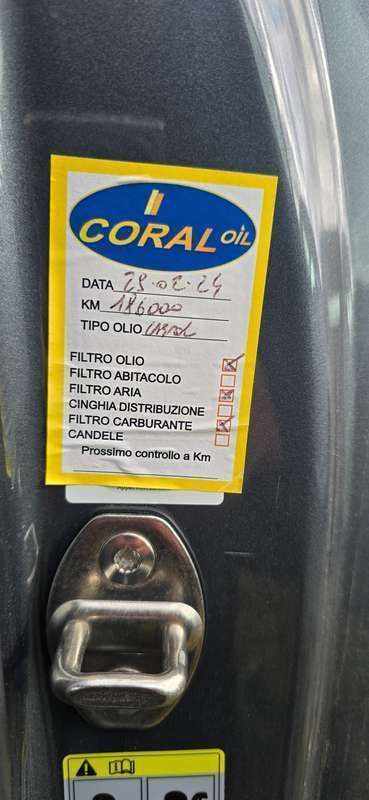 CORAL OIL
DATA 29.02.24
KM 186000
TIPO OLIO
FILTRO OLIO
FILTRO ABITACOLO
FILTRO ARIA
CINGHIA DISTRIBUZIONE
FILTRO CARBURANTE
CANDELE
Prossimo controllo a Km